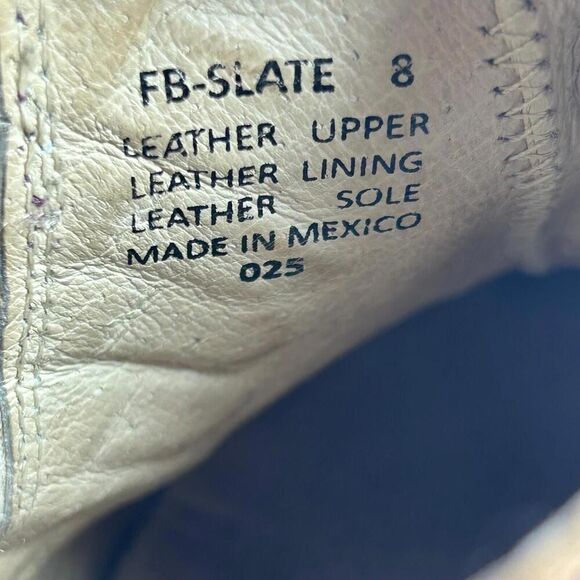 FB-SLATE 8
LEATHER UPPER
LEATHER LINING
LEATHER SOLE
MADE IN MEXICO
025